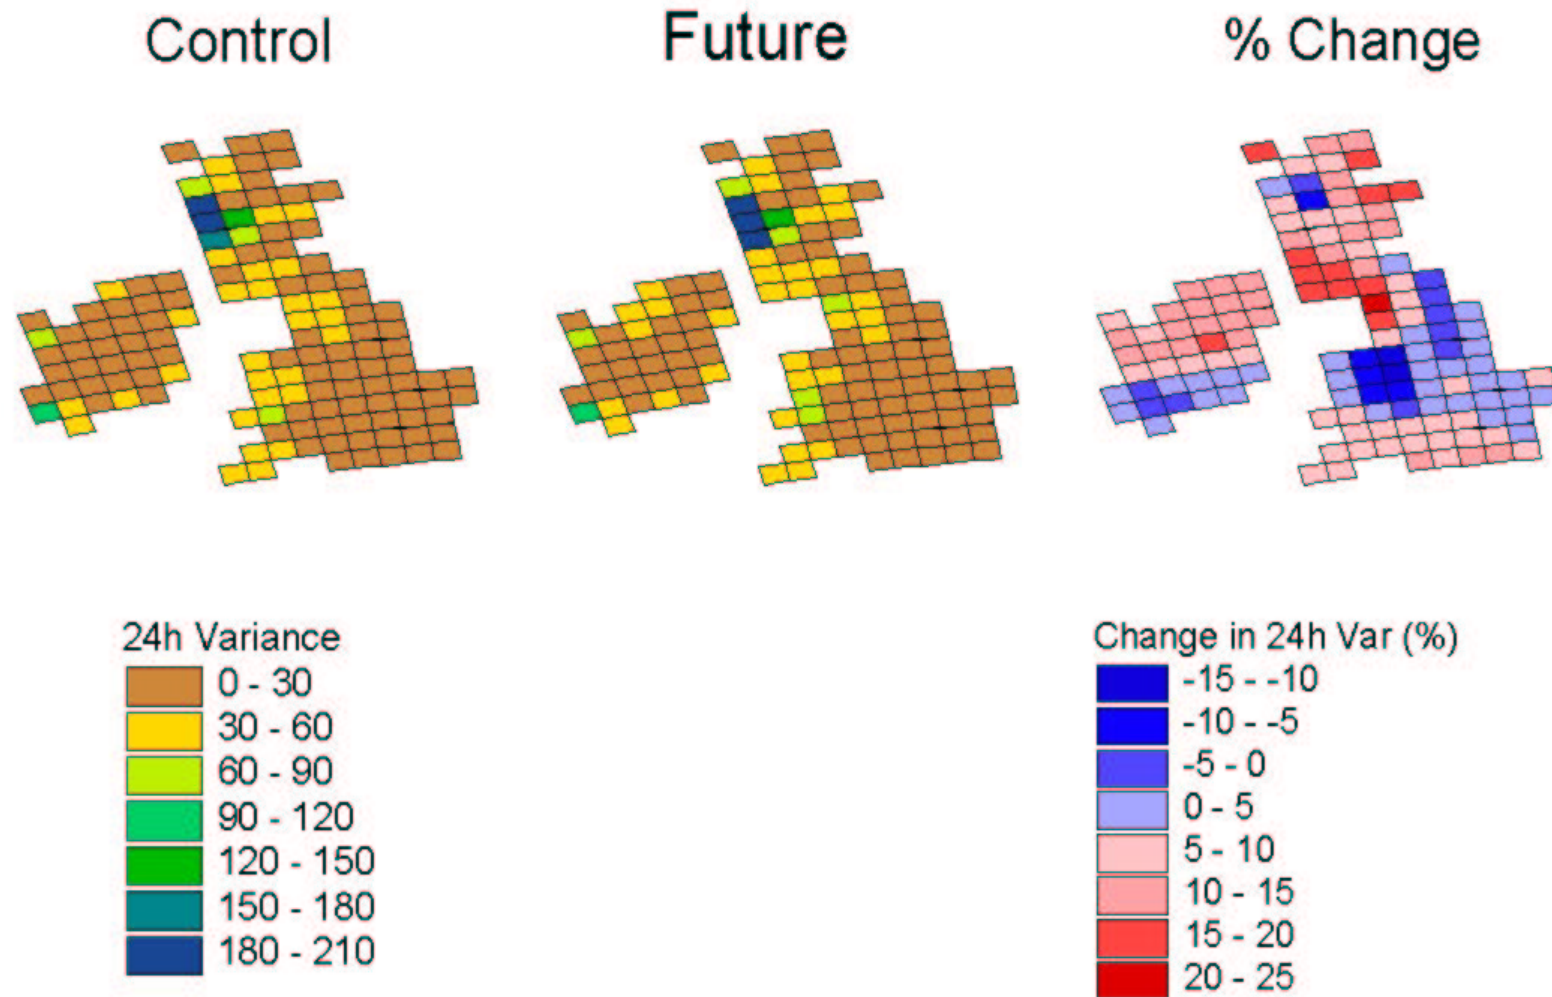 Control
Future
% Change
24h Variance
0 - 30
30 - 60
60 - 90
90 - 120
120 - 150
150 - 180
180 - 210
Change in 24h Var (%)
-15 - -10
-10 - -5
-5 - 0
0 - 5
5 - 10
10 - 15
15 - 20
20 - 25